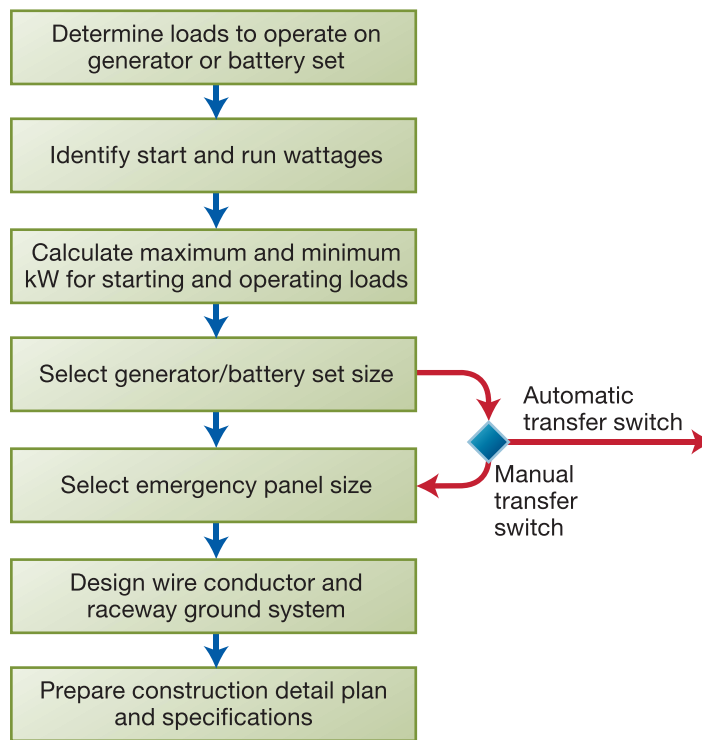 Determine loads to operate on
generator or battery set
Identify start and run wattages
Calculate maximum and minimum
kW for starting and operating loads
Select generator/battery set size
Automatic
transfer switch
Manual
transfer
switch
Select emergency panel size
Design wire conductor and
raceway ground system
Prepare construction detail plan
and specifications